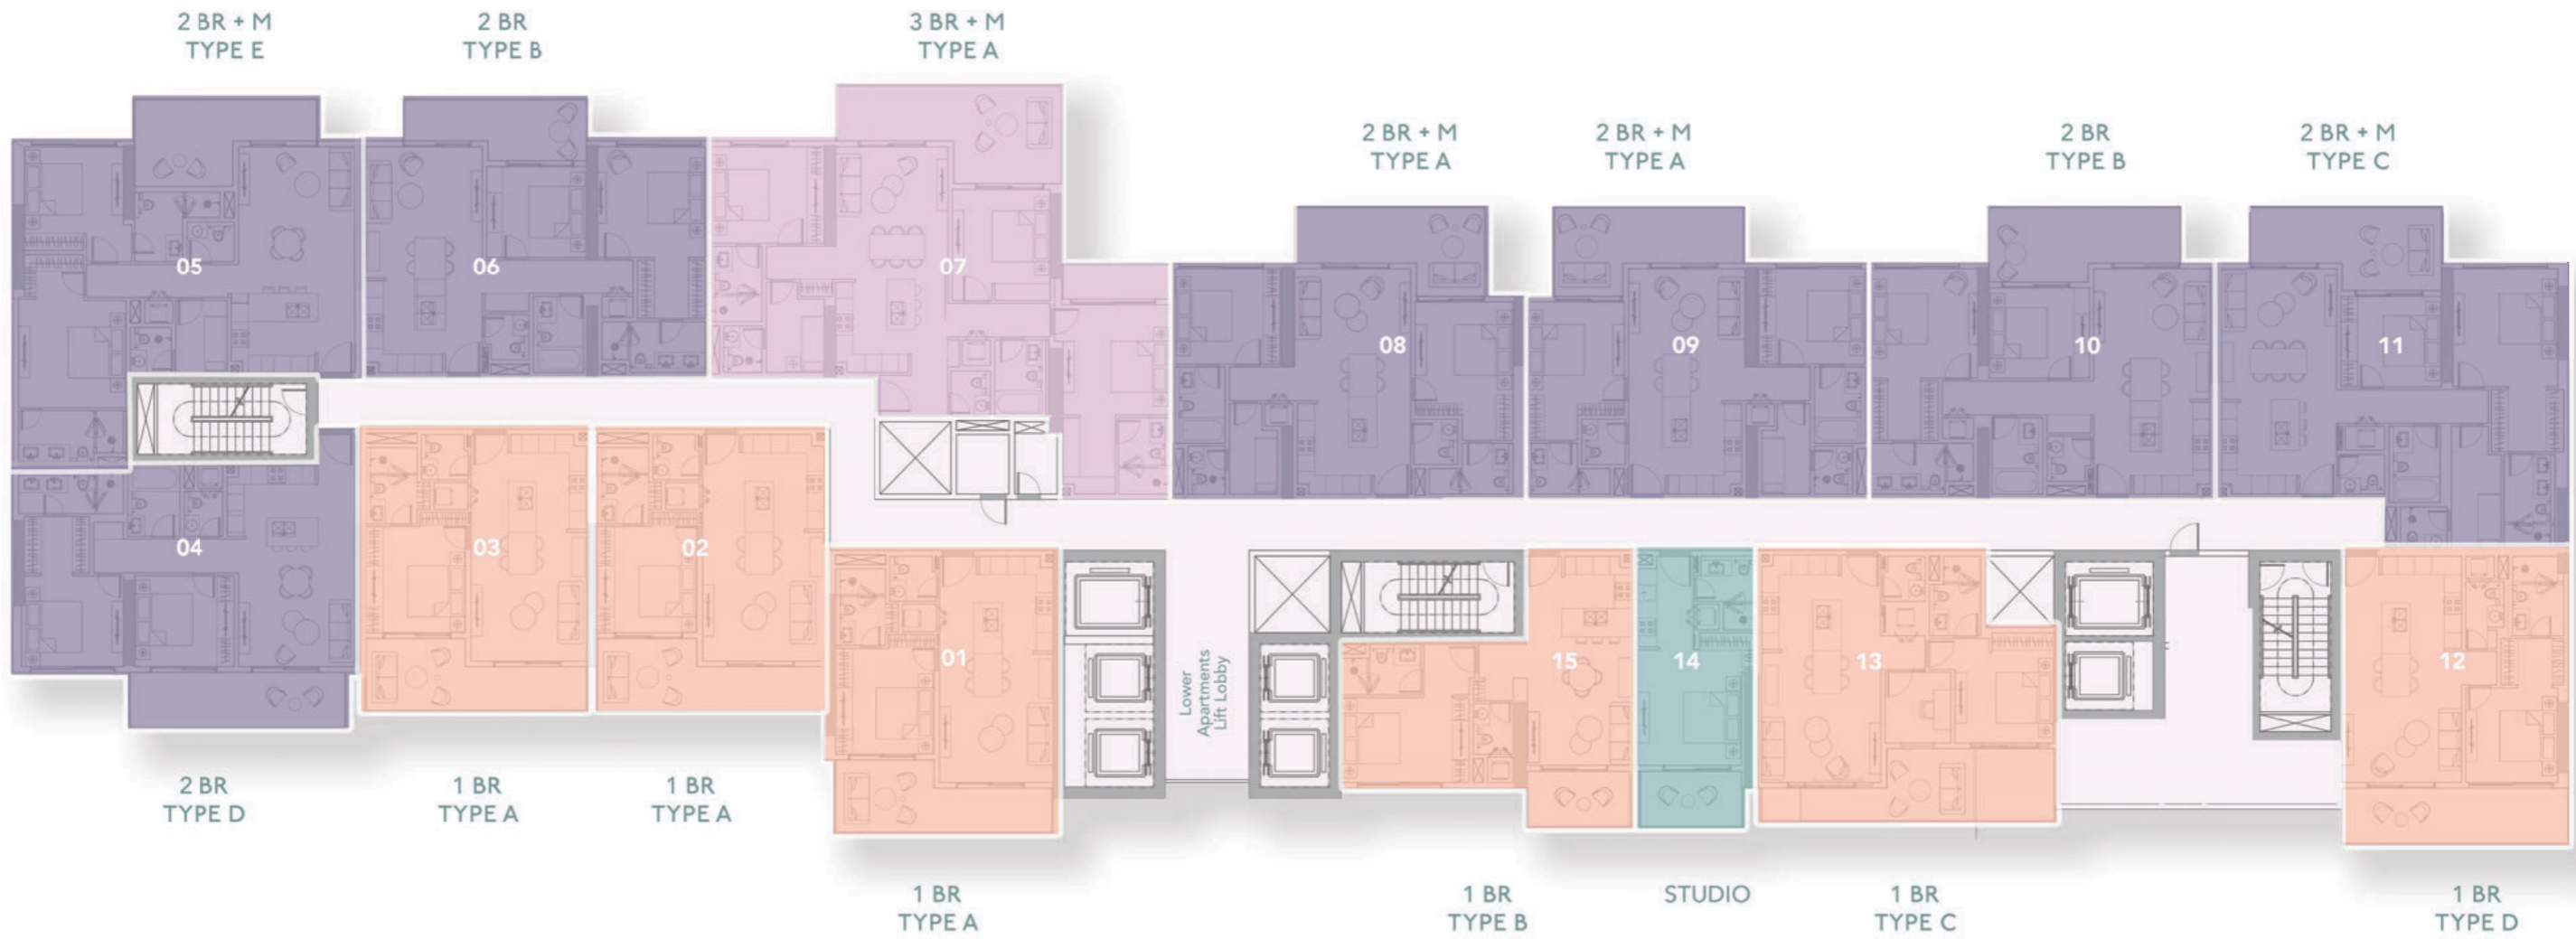 2 BR + M
TYPE E
2 BR
TYPE B
3 BR + M
TYPE A
2 BR + M
TYPE A
2 BR + M
TYPE A
2 BR
TYPE B
2 BR + M
TYPE C
05
06
07
08
09
10
11
04
03
02
01
15
14
13
12
Lower
Apartments
Lift Lobby
2 BR
TYPE D
1 BR
TYPE A
1 BR
TYPE A
1 BR
TYPE A
1 BR
TYPE B
STUDIO
1 BR
TYPE C
1 BR
TYPE D